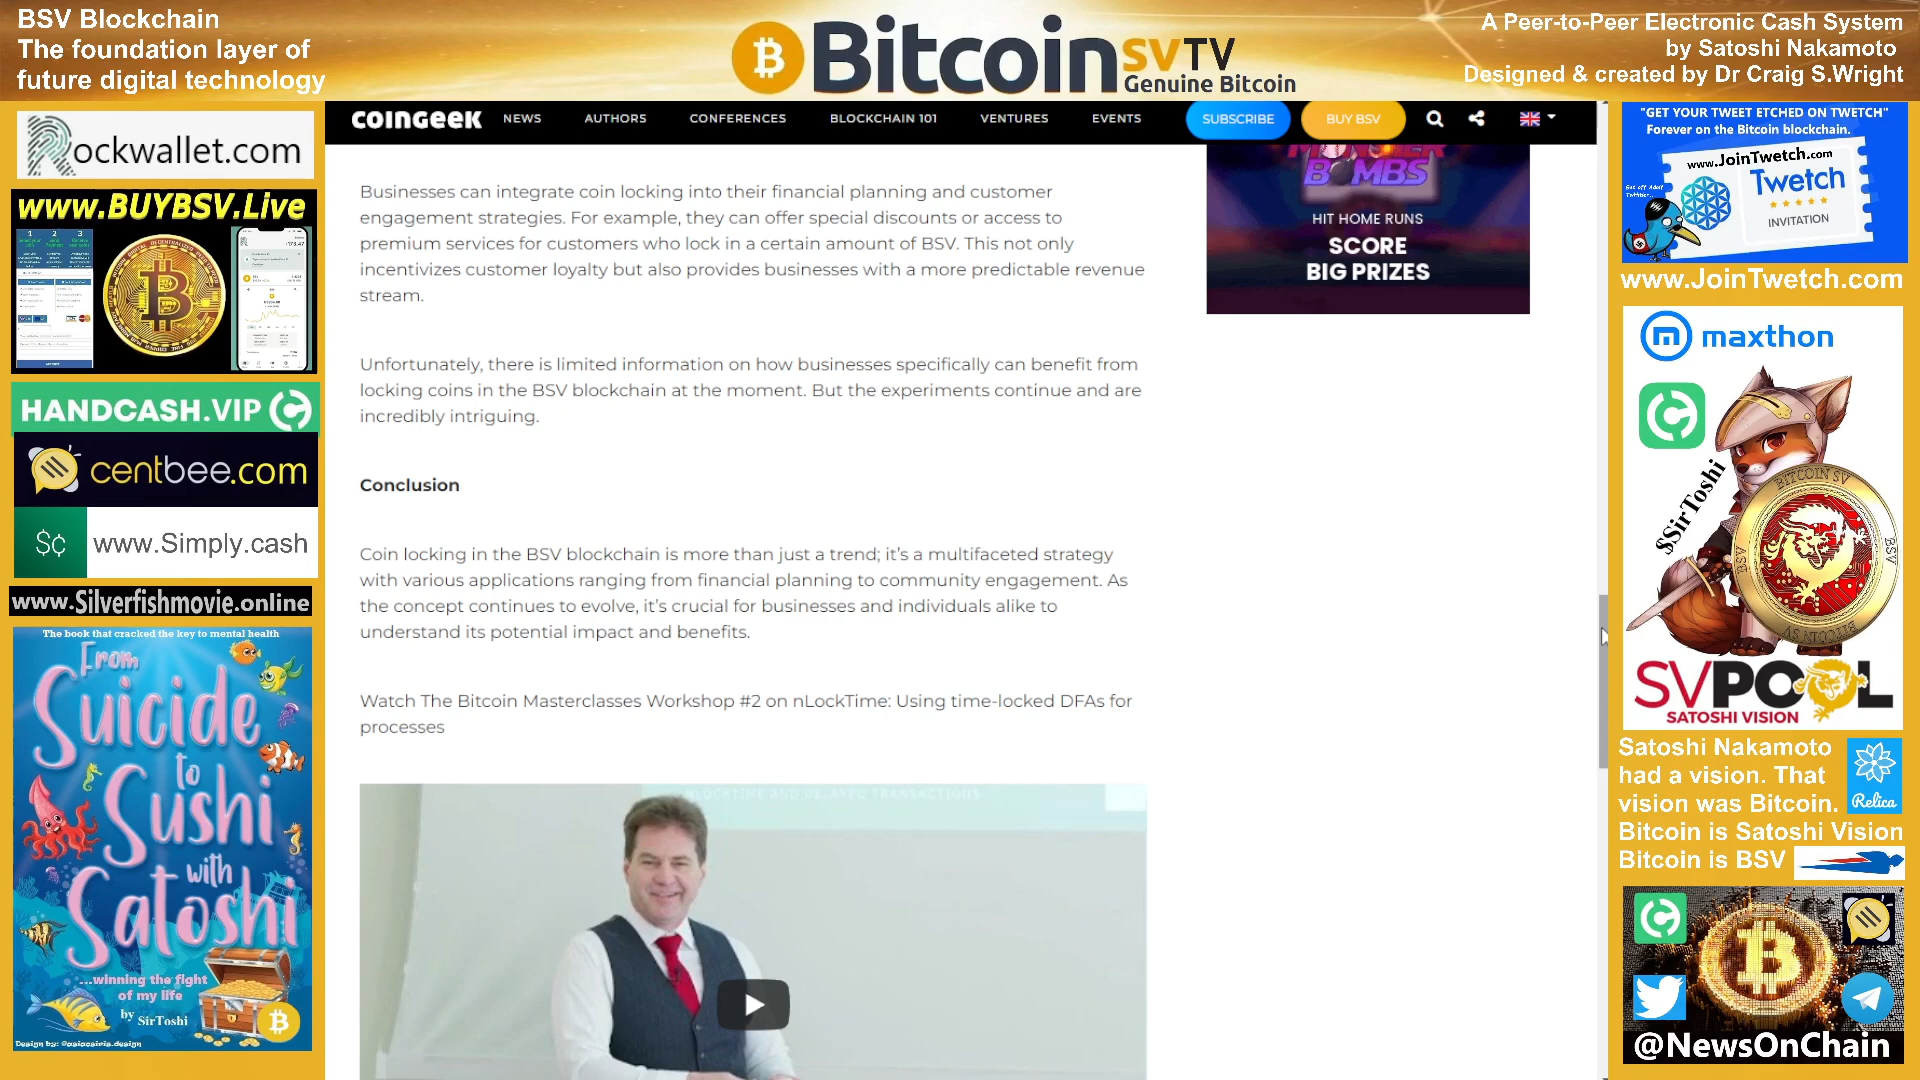 BSV Blockchain
The foundation layer of
future digital technology
Bitcoin SVTV
Genuine Bitcoin
A Peer-to-Peer Electronic Cash System
by Satoshi Nakamoto
Designed & created by Dr Craig S.Wright
Rockwallet.com
www.BUYBSV.Live
HANDCASH.VIP
centbee.com
S¢ www.Simply.cash
www.Silverfishmovie.online
The book that cracked the key to mental health
From
Suicide
to
Sushi
with
Satoshi
...winning the fight
of my life
by SirToshi
COINGEEK NEWS AUTHORS CONFERENCES BLOCKCHAIN 101 VENTURES EVENTS SUBSCRIBE BUY BSV
Businesses can integrate coin locking into their financial planning and customer
engagement strategies. For example, they can offer special discounts or access to
premium services for customers who lock in a certain amount of BSV. This not only
incentivizes customer loyalty but also provides businesses with a more predictable revenue
stream.
Unfortunately, there is limited information on how businesses specifically can benefit from
locking coins in the BSV blockchain at the moment. But the experiments continue and are
incredibly intriguing.
Conclusion
Coin locking in the BSV blockchain is more than just a trend; it’s a multifaceted strategy
with various applications ranging from financial planning to community engagement. As
the concept continues to evolve, it’s crucial for businesses and individuals alike to
understand its potential impact and benefits.
Watch The Bitcoin Masterclasses Workshop #2 on nLockTime: Using time-locked DFAs for
processes
NLOCKTIME AND DELAYED TRANSACTIONS
MONSTER
BOMBS
HIT HOME RUNS
SCORE
BIG PRIZES
"GET YOUR TWEET ETCHED ON TWETCH"
Forever on the Bitcoin blockchain.
www.JoinTwetch.com
Twetch
INVITATION
www.JoinTwetch.com
maxthon
$SirToshi
BITCOIN SV
BSV
BSV
SVPOOL
SATOSHI VISION
Satoshi Nakamoto
had a vision. That
vision was Bitcoin.
Relica
Bitcoin is Satoshi Vision
Bitcoin is BSV
@NewsOnChain